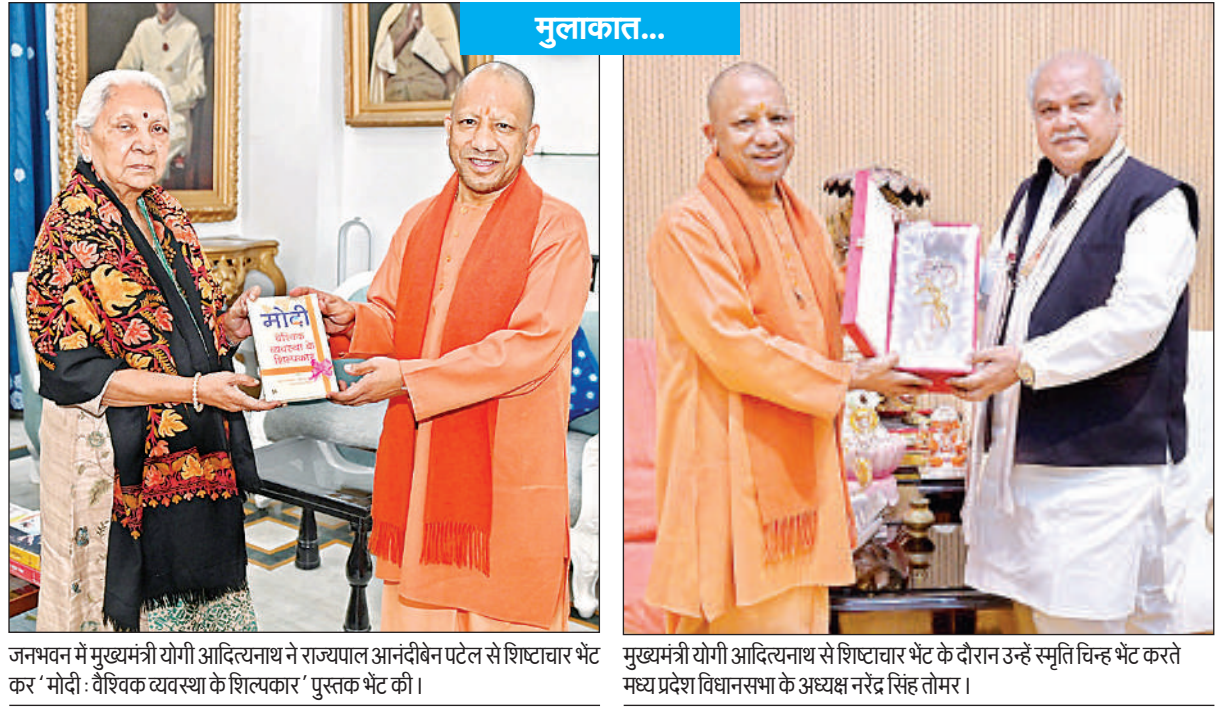 मुलाकात...
मोदी
वैश्विक
व्यवस्था के
शिल्पकार
जनभवन में मुख्यमंत्री योगी आदित्यनाथ ने राज्यपाल आनंदीबेन पटेल से शिष्टाचार भेंट
कर ‘मोदी : वैश्विक व्यवस्था के शिल्पकार’ पुस्तक भेंट की।
मुख्यमंत्री योगी आदित्यनाथ से शिष्टाचार भेंट के दौरान उन्हें स्मृति चिन्ह भेंट करते
मध्य प्रदेश विधानसभा के अध्यक्ष नरेंद्र सिंह तोमर।